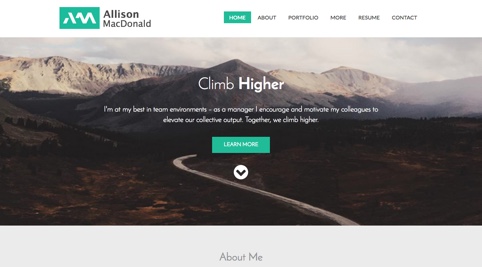 Allison
MacDonald
HOME ABOUT PORTFOLIO MORE RESUME CONTACT
Climb Higher
I'm at my best in team environments – as a manager I encourage and motivate my colleagues to
elevate our collective output. Together, we climb higher.
LEARN MORE
About Me